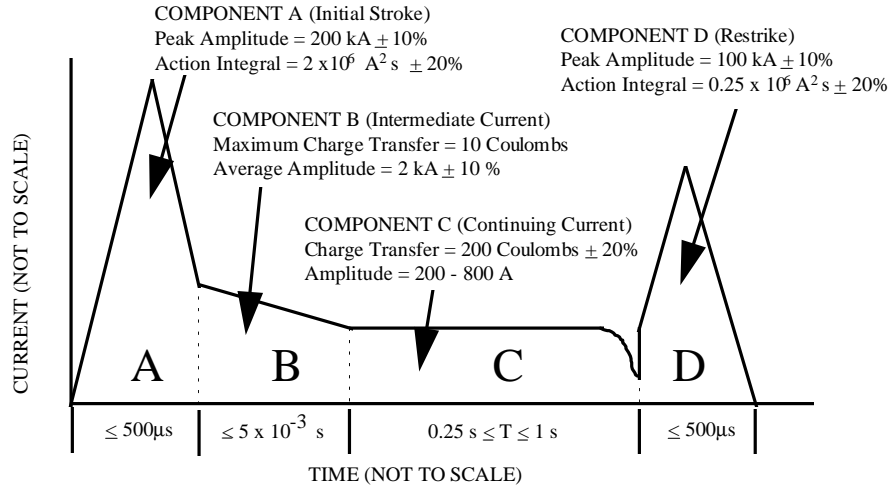 COMPONENT A (Initial Stroke)
Peak Amplitude = 200 kA ± 10%
Action Integral = 2 x10⁶ A² s ± 20%
COMPONENT D (Restrike)
Peak Amplitude = 100 kA ± 10%
Action Integral = 0.25 x 10⁶ A² s ± 20%
COMPONENT B (Intermediate Current)
Maximum Charge Transfer = 10 Coulombs
Average Amplitude = 2 kA ± 10 %
COMPONENT C (Continuing Current)
Charge Transfer = 200 Coulombs ± 20%
Amplitude = 200 - 800 A
CURRENT (NOT TO SCALE)
A
B
C
D
≤ 500μs
≤ 5 x 10⁻³ s
0.25 s ≤ T ≤ 1 s
≤ 500μs
TIME (NOT TO SCALE)